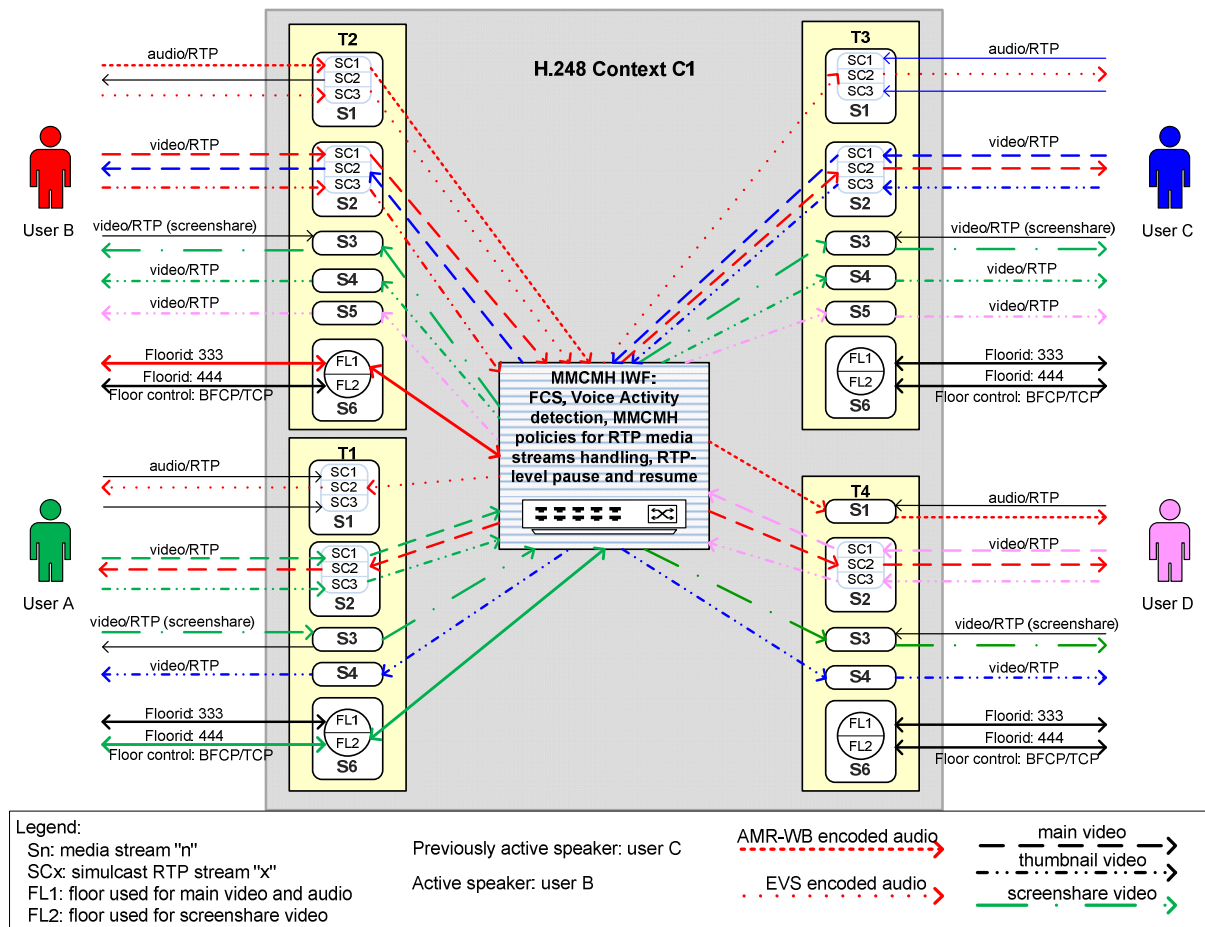 H.248 Context C1
T2
audio/RTP
SC1
SC2
SC3
S1
video/RTP
SC1
SC2
SC3
S2
User B
video/RTP (screenshare)
S3
video/RTP
S4
video/RTP
S5
Floorid: 333
Floorid: 444
Floor control: BFCP/TCP
FL1
FL2
S6
T1
audio/RTP
SC1
SC2
SC3
S1
video/RTP
SC1
SC2
SC3
S2
User A
video/RTP (screenshare)
S3
video/RTP
S4
Floorid: 333
Floorid: 444
Floor control: BFCP/TCP
FL1
FL2
S6
MMCMH IWF:
FCS, Voice Activity
detection, MMCMH
policies for RTP media
streams handling, RTP-
level pause and resume
T3
audio/RTP
SC1
SC2
SC3
S1
video/RTP
SC1
SC2
SC3
S2
User C
video/RTP (screenshare)
S3
video/RTP
S4
video/RTP
S5
Floorid: 333
Floorid: 444
Floor control: BFCP/TCP
FL1
FL2
S6
T4
audio/RTP
S1
video/RTP
SC1
SC2
SC3
S2
User D
video/RTP (screenshare)
S3
video/RTP
S4
Floorid: 333
Floorid: 444
Floor control: BFCP/TCP
FL1
FL2
S6
Legend:
Sn: media stream "n"
SCx: simulcast RTP stream "x"
FL1: floor used for main video and audio
FL2: floor used for screenshare video
Previously active speaker: user C
Active speaker: user B
AMR-WB encoded audio
EVS encoded audio
main video
thumbnail video
screenshare video